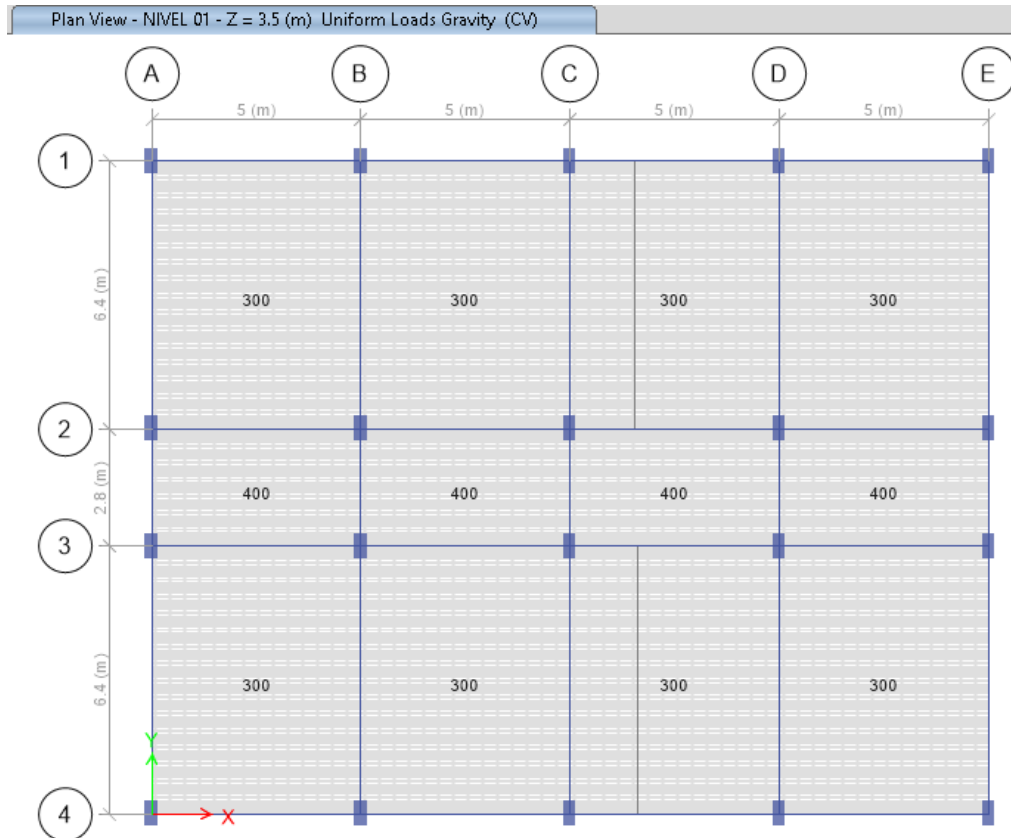 Plan View - NIVEL 01 - Z = 3.5 (m) Uniform Loads Gravity (CV)
A B C D E
5 (m) 5 (m) 5 (m) 5 (m)
1
6.4 (m)
300 300 300 300
2
2.8 (m)
400 400 400 400
3
6.4 (m)
300 300 300 300
Y
4
X